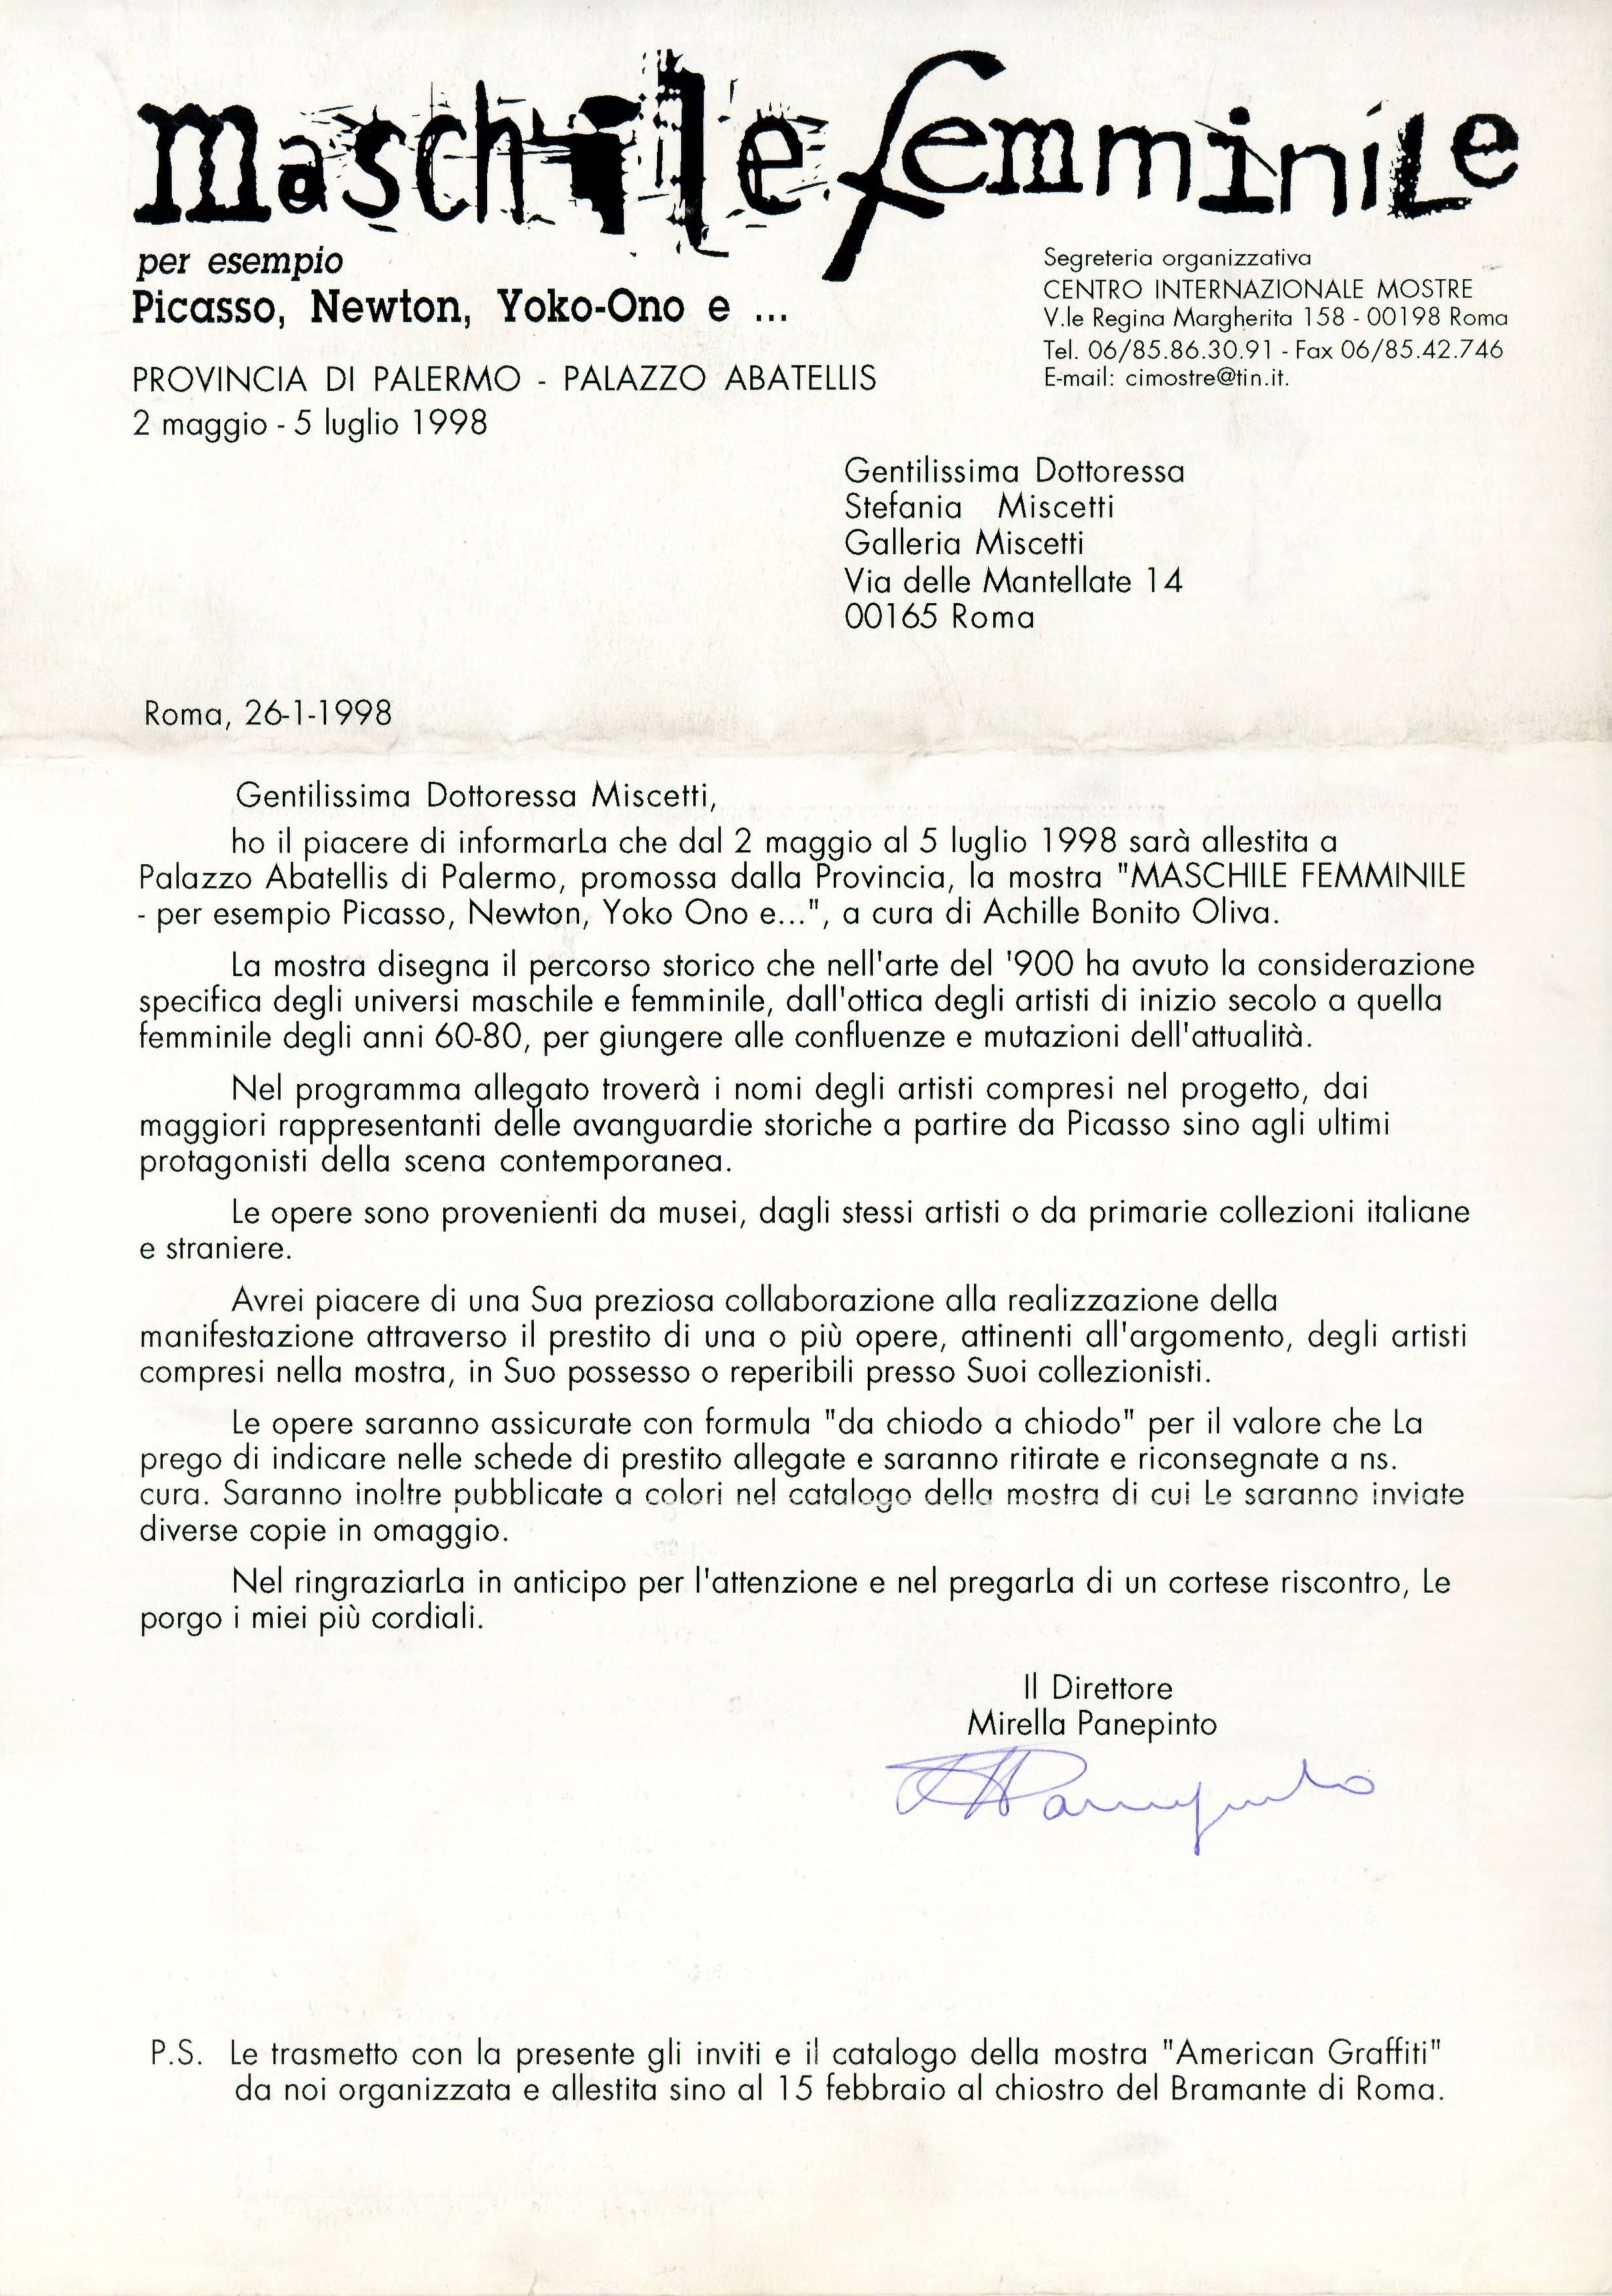 maschile femminile
per esempio
Picasso, Newton, Yoko-Ono e ...
PROVINCIA DI PALERMO - PALAZZO ABATELLIS
2 maggio - 5 luglio 1998
Segreteria organizzativa
CENTRO INTERNAZIONALE MOSTRE
V.le Regina Margherita 158 - 00198 Roma
Tel. 06/85.86.30.91 - Fax 06/85.42.746
E-mail: cimostre@tin.it.
Gentilissima Dottoressa
Stefania Miscetti
Galleria Miscetti
Via delle Mantellate 14
00165 Roma
Roma, 26-1-1998
Gentilissima Dottoressa Miscetti,
ho il piacere di informarLa che dal 2 maggio al 5 luglio 1998 sarà allestita a
Palazzo Abatellis di Palermo, promossa dalla Provincia, la mostra "MASCHILE FEMMINILE
- per esempio Picasso, Newton, Yoko Ono e...", a cura di Achille Bonito Oliva.
La mostra disegna il percorso storico che nell'arte del '900 ha avuto la considerazione
specifica degli universi maschile e femminile, dall'ottica degli artisti di inizio secolo a quella
femminile degli anni 60-80, per giungere alle confluenze e mutazioni dell'attualità.
Nel programma allegato troverà i nomi degli artisti compresi nel progetto, dai
maggiori rappresentanti delle avanguardie storiche a partire da Picasso sino agli ultimi
protagonisti della scena contemporanea.
Le opere sono provenienti da musei, dagli stessi artisti o da primarie collezioni italiane
e straniere.
Avrei piacere di una Sua preziosa collaborazione alla realizzazione della
manifestazione attraverso il prestito di una o più opere, attinenti all'argomento, degli artisti
compresi nella mostra, in Suo possesso o reperibili presso Suoi collezionisti.
Le opere saranno assicurate con formula "da chiodo a chiodo" per il valore che La
prego di indicare nelle schede di prestito allegate e saranno ritirate e riconsegnate a ns.
cura. Saranno inoltre pubblicate a colori nel catalogo della mostra di cui Le saranno inviate
diverse copie in omaggio.
Nel ringraziarLa in anticipo per l'attenzione e nel pregarLa di un cortese riscontro, Le
porgo i miei più cordiali.
Il Direttore
Mirella Panepinto
P.S. Le trasmetto con la presente gli inviti e il catalogo della mostra "American Graffiti"
da noi organizzata e allestita sino al 15 febbraio al chiostro del Bramante di Roma.